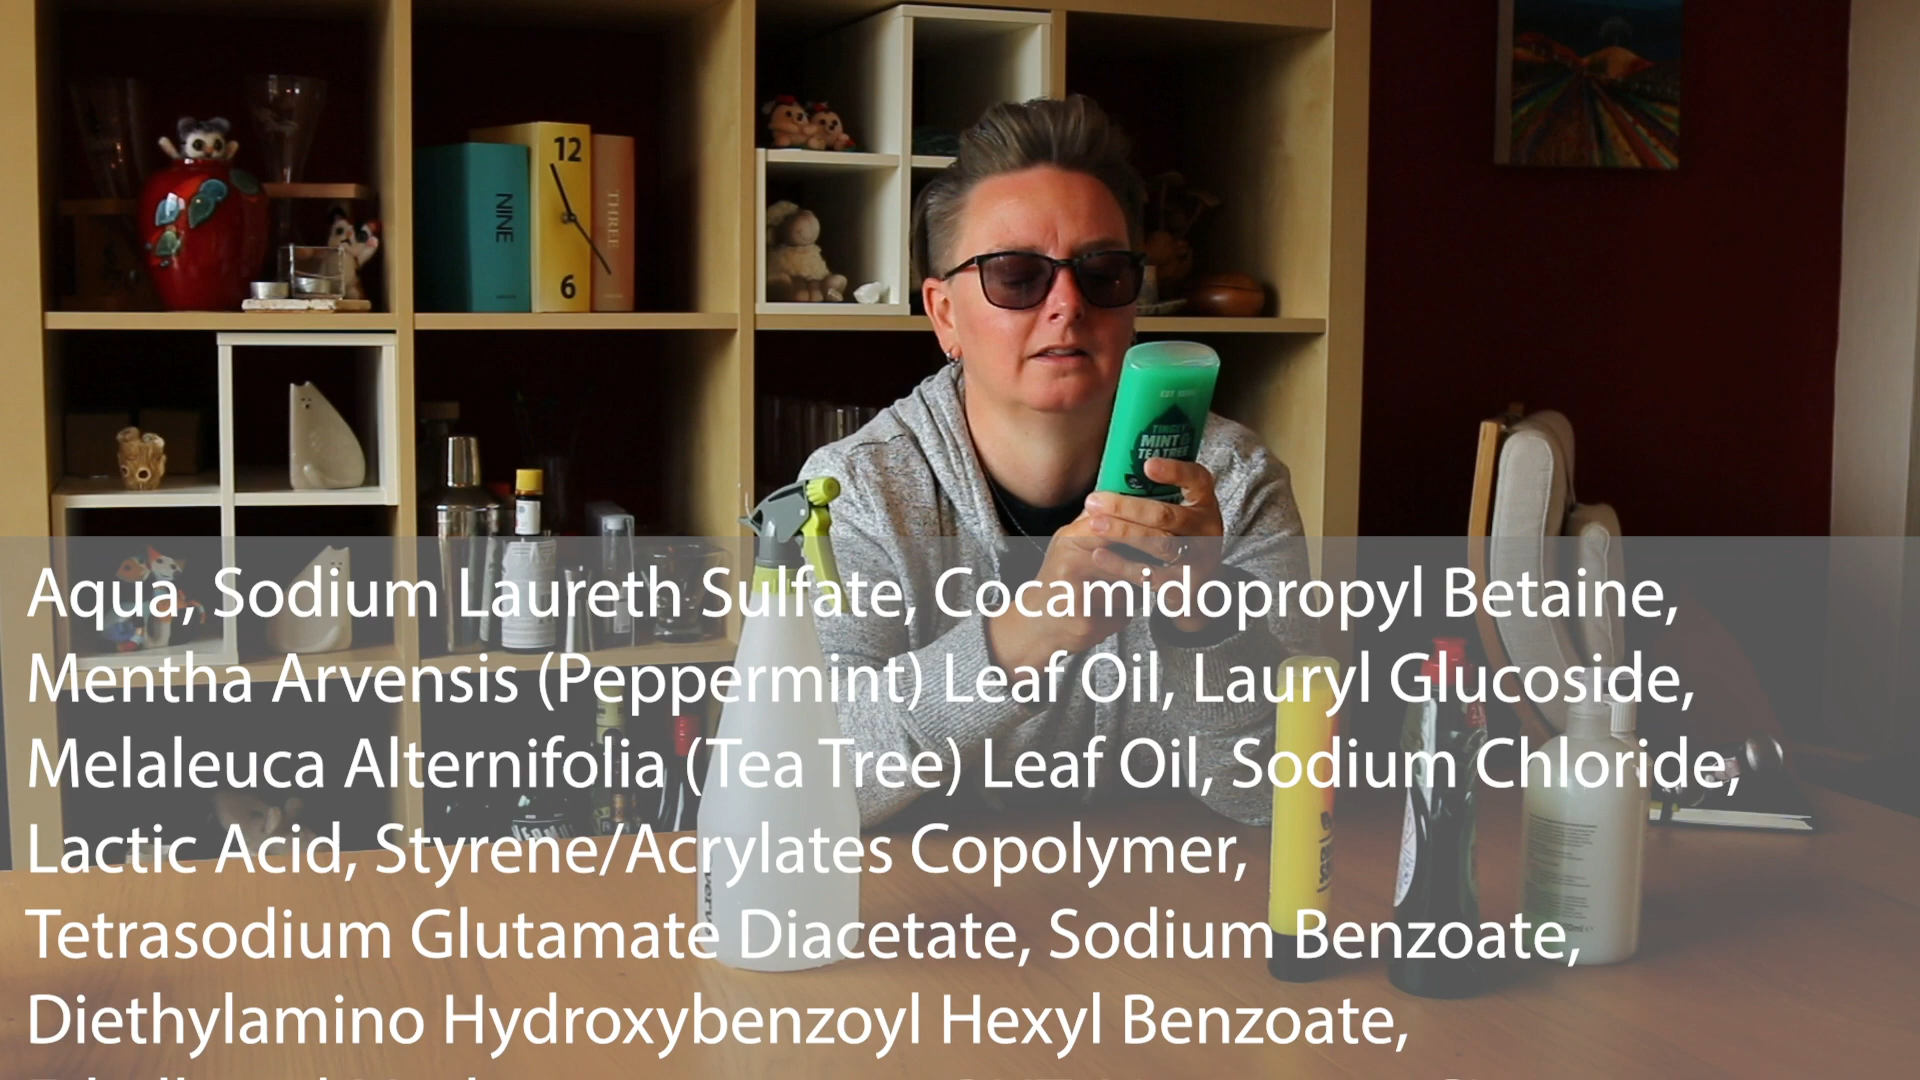 12
NINE
THREE
6
TINGLY
MINT &
TEA TREE
Aqua, Sodium Laureth Sulfate, Cocamidopropyl Betaine,
Mentha Arvensis (Peppermint) Leaf Oil, Lauryl Glucoside,
Melaleuca Alternifolia (Tea Tree) Leaf Oil, Sodium Chloride,
Lactic Acid, Styrene/Acrylates Copolymer,
Tetrasodium Glutamate Diacetate, Sodium Benzoate,
Diethylamino Hydroxybenzoyl Hexyl Benzoate,